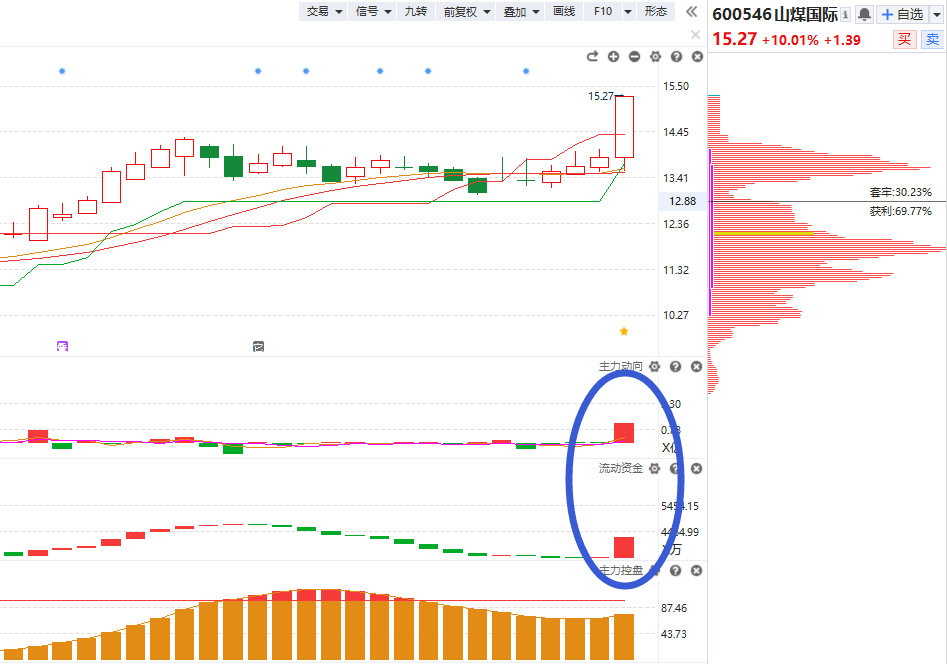 交易 信号 九转 前复权 叠加 画线 F10 形态
600546山煤国际 自选
15.27 +10.01% +1.39 买 卖
15.50
15.27
14.45
13.41
12.88
12.36
11.32
10.27
套牢:30.23%
获利:69.77%
主力动向
流动资金
5454.15
主力控盘
87.46
43.73